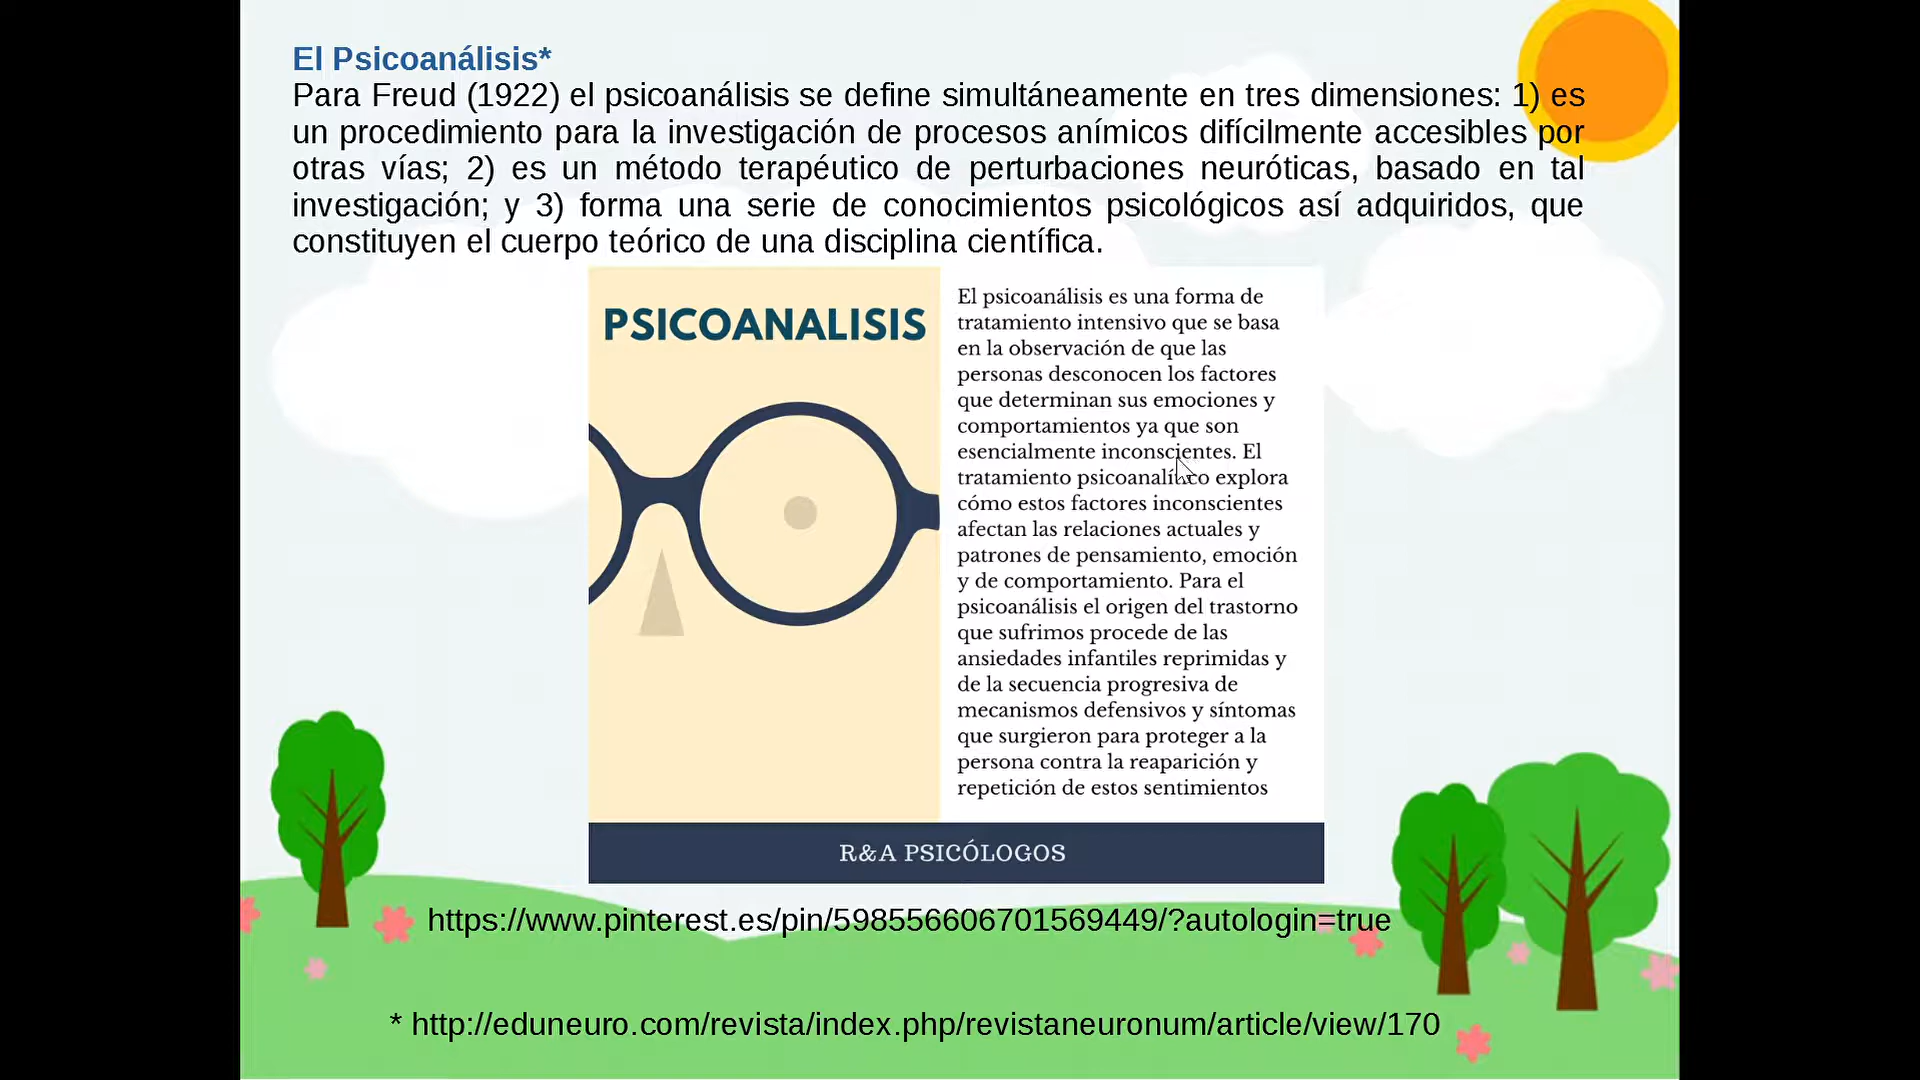 El Psicoanálisis*
Para Freud (1922) el psicoanálisis se define simultáneamente en tres dimensiones: 1) es
un procedimiento para la investigación de procesos anímicos difícilmente accesibles por
otras vías; 2) es un método terapéutico de perturbaciones neuróticas, basado en tal
investigación; y 3) forma una serie de conocimientos psicológicos así adquiridos, que
constituyen el cuerpo teórico de una disciplina científica.
PSICOANALISIS
El psicoanálisis es una forma de
tratamiento intensivo que se basa
en la observación de que las
personas desconocen los factores
que determinan sus emociones y
comportamientos ya que son
esencialmente inconscientes. El
tratamiento psicoanalítico explora
cómo estos factores inconscientes
afectan las relaciones actuales y
patrones de pensamiento, emoción
y de comportamiento. Para el
psicoanálisis el origen del trastorno
que sufrimos procede de las
ansiedades infantiles reprimidas y
de la secuencia progresiva de
mecanismos defensivos y síntomas
que surgieron para proteger a la
persona contra la reaparición y
repetición de estos sentimientos
R&A PSICÓLOGOS
https://www.pinterest.es/pin/598556606701569449/?autologin=true
* http://eduneuro.com/revista/index.php/revistaneuronum/article/view/170